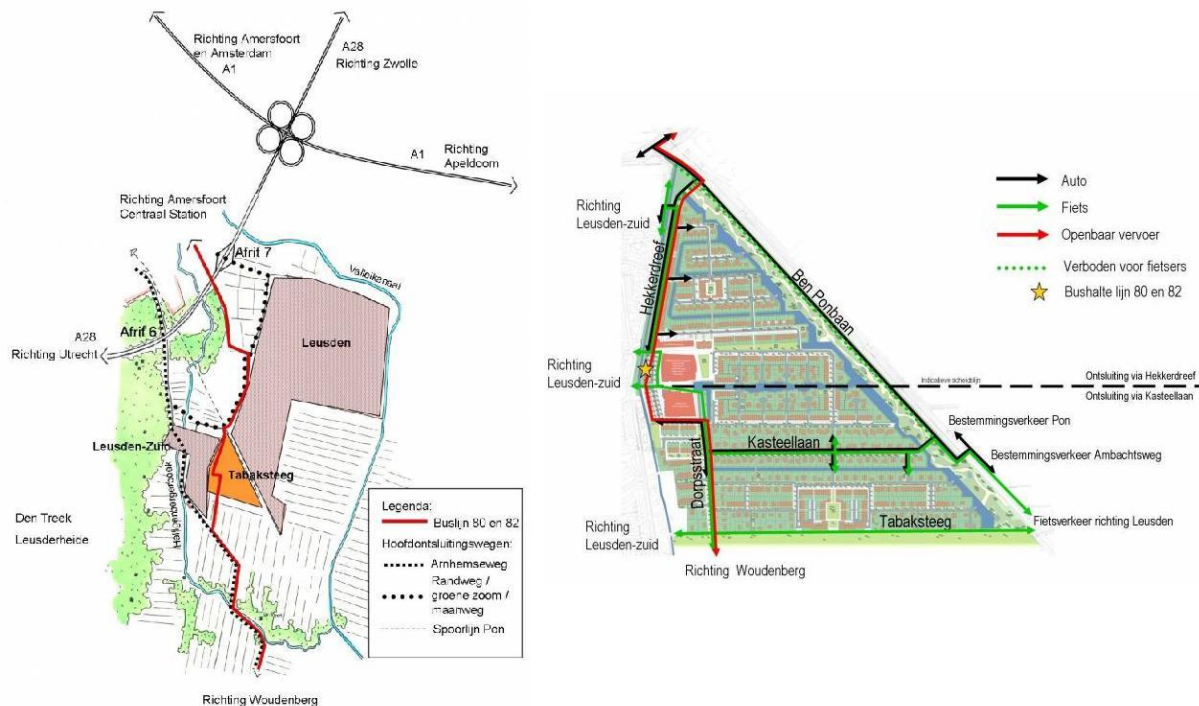 Richting Amersfoort
en Amsterdam
A1
A28
Richting Zwolle
A1
Richting
Apeldoorn
Richting Amersfoort
Centraal Station
Afrit 7
Valleikanaal
Afrit 6
A28
Richting Utrecht
Leusden
Leusden-Zuid
Tabaksteeg
Den Treek
Leusderheide
Legenda:
Buslijn 80 en 82
Hoofdontsluitingswegen:
Arnhemseweg
Randweg /
groene zoom /
maanweg
Spoorlijn Pon
Richting Woudenberg
Auto
Fiets
Openbaar vervoer
Verboden voor fietsers
Bushalte lijn 80 en 82
Richting
Leusden-zuid
Hekkerdreef
Ben Ponbaan
Richting
Leusden-zuid
Indicatieve scheidslijn
Ontsluiting via Hekkerdreef
Ontsluiting via Kasteellaan
Bestemmingsverkeer Pon
Kasteellaan
Bestemmingsverkeer Ambachtsweg
Dorpsstraat
Tabaksteeg
Fietsverkeer richting Leusden
Richting
Leusden-zuid
Richting Woudenberg